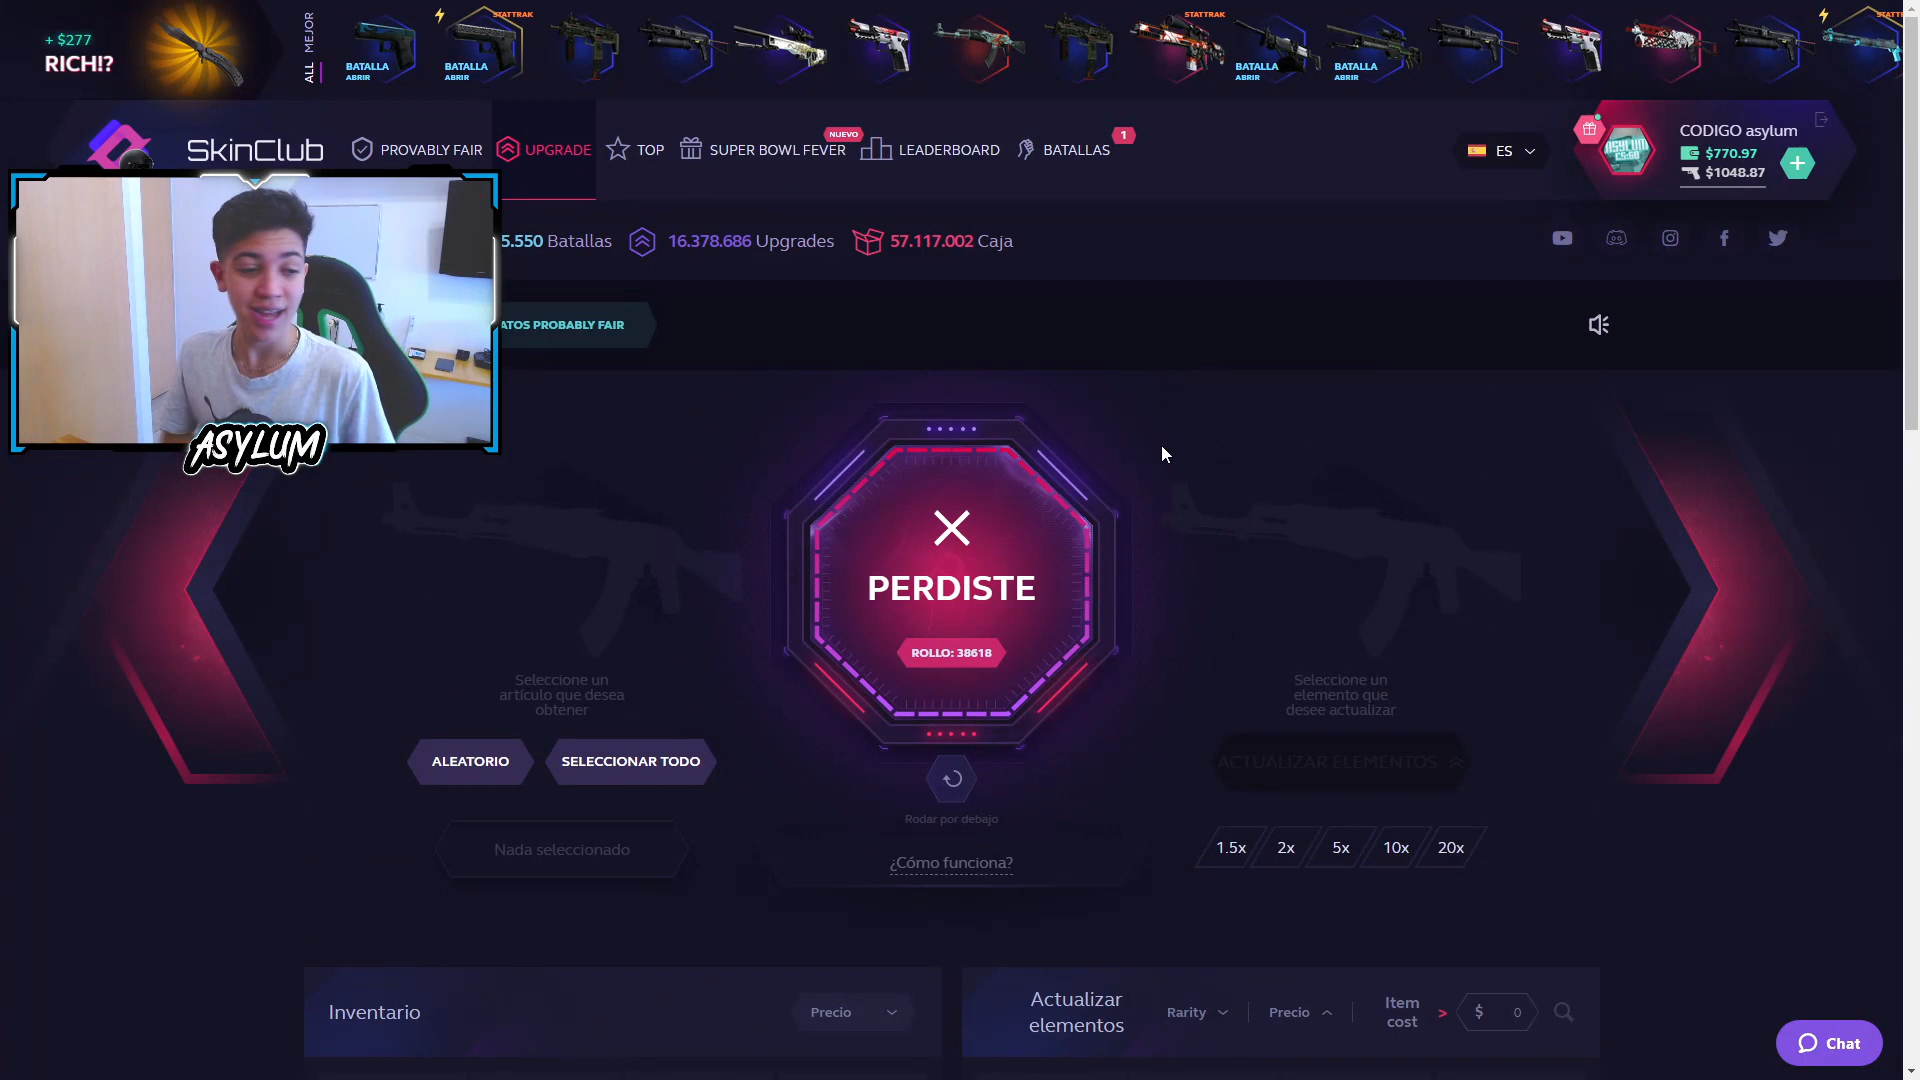 + $277
RICH!?
ALL MEJOR
BATALLA
ABRIR
STATTRAK
BATALLA
ABRIR
STATTRAK
BATALLA
ABRIR
BATALLA
ABRIR
SKINCLUB
PROVABLY FAIR
UPGRADE
TOP
SUPER BOWL FEVER
NUEVO
LEADERBOARD
BATALLAS
1
ES
CODIGO asylum
$770.97
$1048.87
5.550 Batallas
16.378.686 Upgrades
57.117.002 Caja
ATOS PROBABLY FAIR
ASYLUM
PERDISTE
ROLLO: 38618
Seleccione un
artículo que desea
obtener
Seleccione un
elemento que
desee actualizar
ALEATORIO
SELECCIONAR TODO
ACTUALIZAR ELEMENTOS
Rodar por debajo
Nada seleccionado
¿Cómo funciona?
1.5x
2x
5x
10x
20x
Inventario
Precio
Actualizar
elementos
Rarity
Precio
Item
cost
>
$ 0
Chat